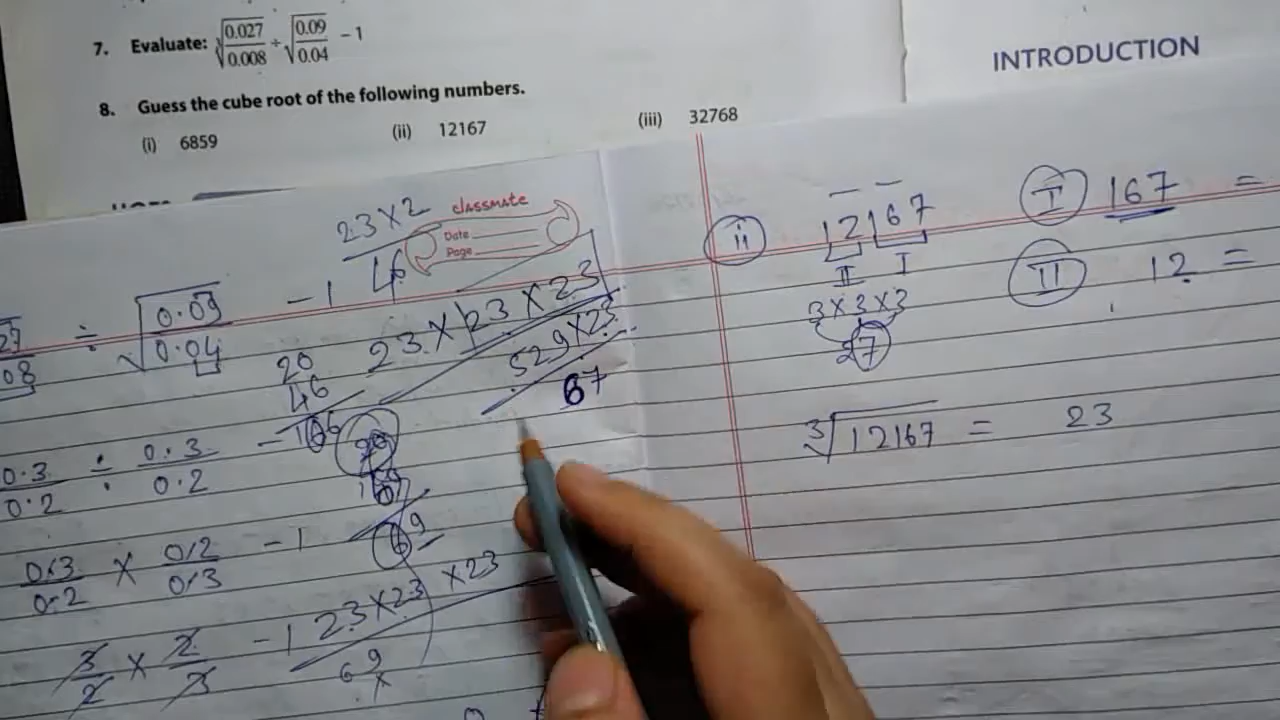 7. Evaluate: ∛(0.027/0.008) ÷ √(0.09/0.04) − 1
INTRODUCTION
8. Guess the cube root of the following numbers.
(i) 6859 (ii) 12167 (iii) 32768
classmate
Date
Page
23×2
46
÷ √(0.09/0.04) − 1
23×23×23
529×23
67
20
46
0.3/0.2 ÷ 0.3/0.2 −
69
0.3/0.2 × 0.2/0.3 − 1
3/2 × 2/3 − 1
23×23×23
69
×
ii 12167
II I
3×3×3
27
I 167 =
II 12 =
∛12167 = 23